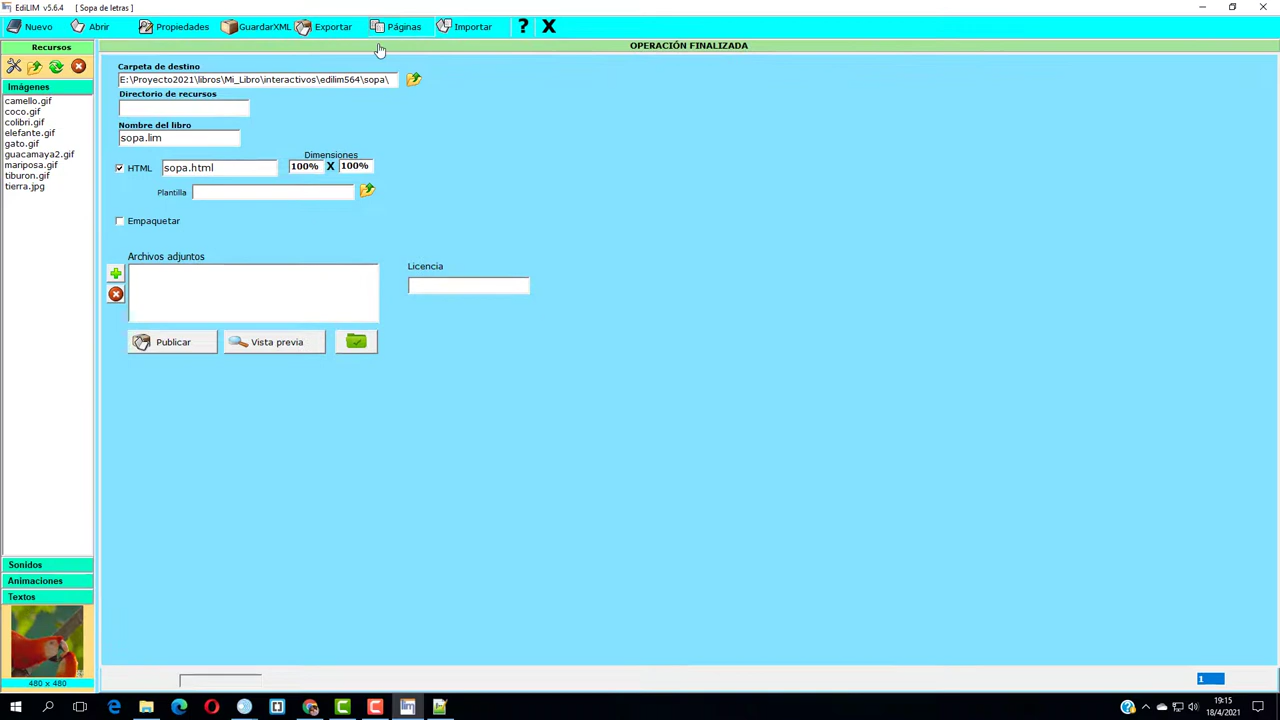 EdiLIM v5.6.4 [ Sopa de letras ]
Nuevo Abrir Propiedades GuardarXML Exportar Páginas Importar ? X
Recursos
OPERACIÓN FINALIZADA
Imágenes
camello.gif
coco.gif
colibri.gif
elefante.gif
gato.gif
guacamaya2.gif
mariposa.gif
tiburon.gif
tierra.jpg
Carpeta de destino
E:\Proyecto2021\libros\Mi_Libro\interactivos\edilim564\sopa\
Directorio de recursos
Nombre del libro
sopa.lim
Dimensiones
HTML sopa.html 100% X 100%
Plantilla
Empaquetar
Archivos adjuntos
Licencia
Publicar Vista previa
Sonidos
Animaciones
Textos
480 x 480
1
lim
19:15
18/4/2021